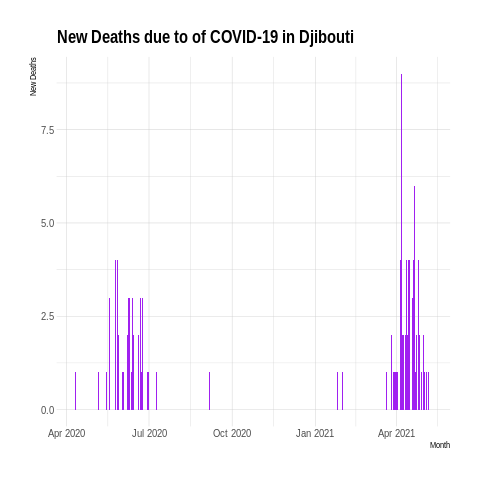 New Deaths due to of COVID-19 in Djibouti
New Deaths
7.5
5.0
2.5
0.0
Apr 2020 Jul 2020 Oct 2020 Jan 2021 Apr 2021
Month